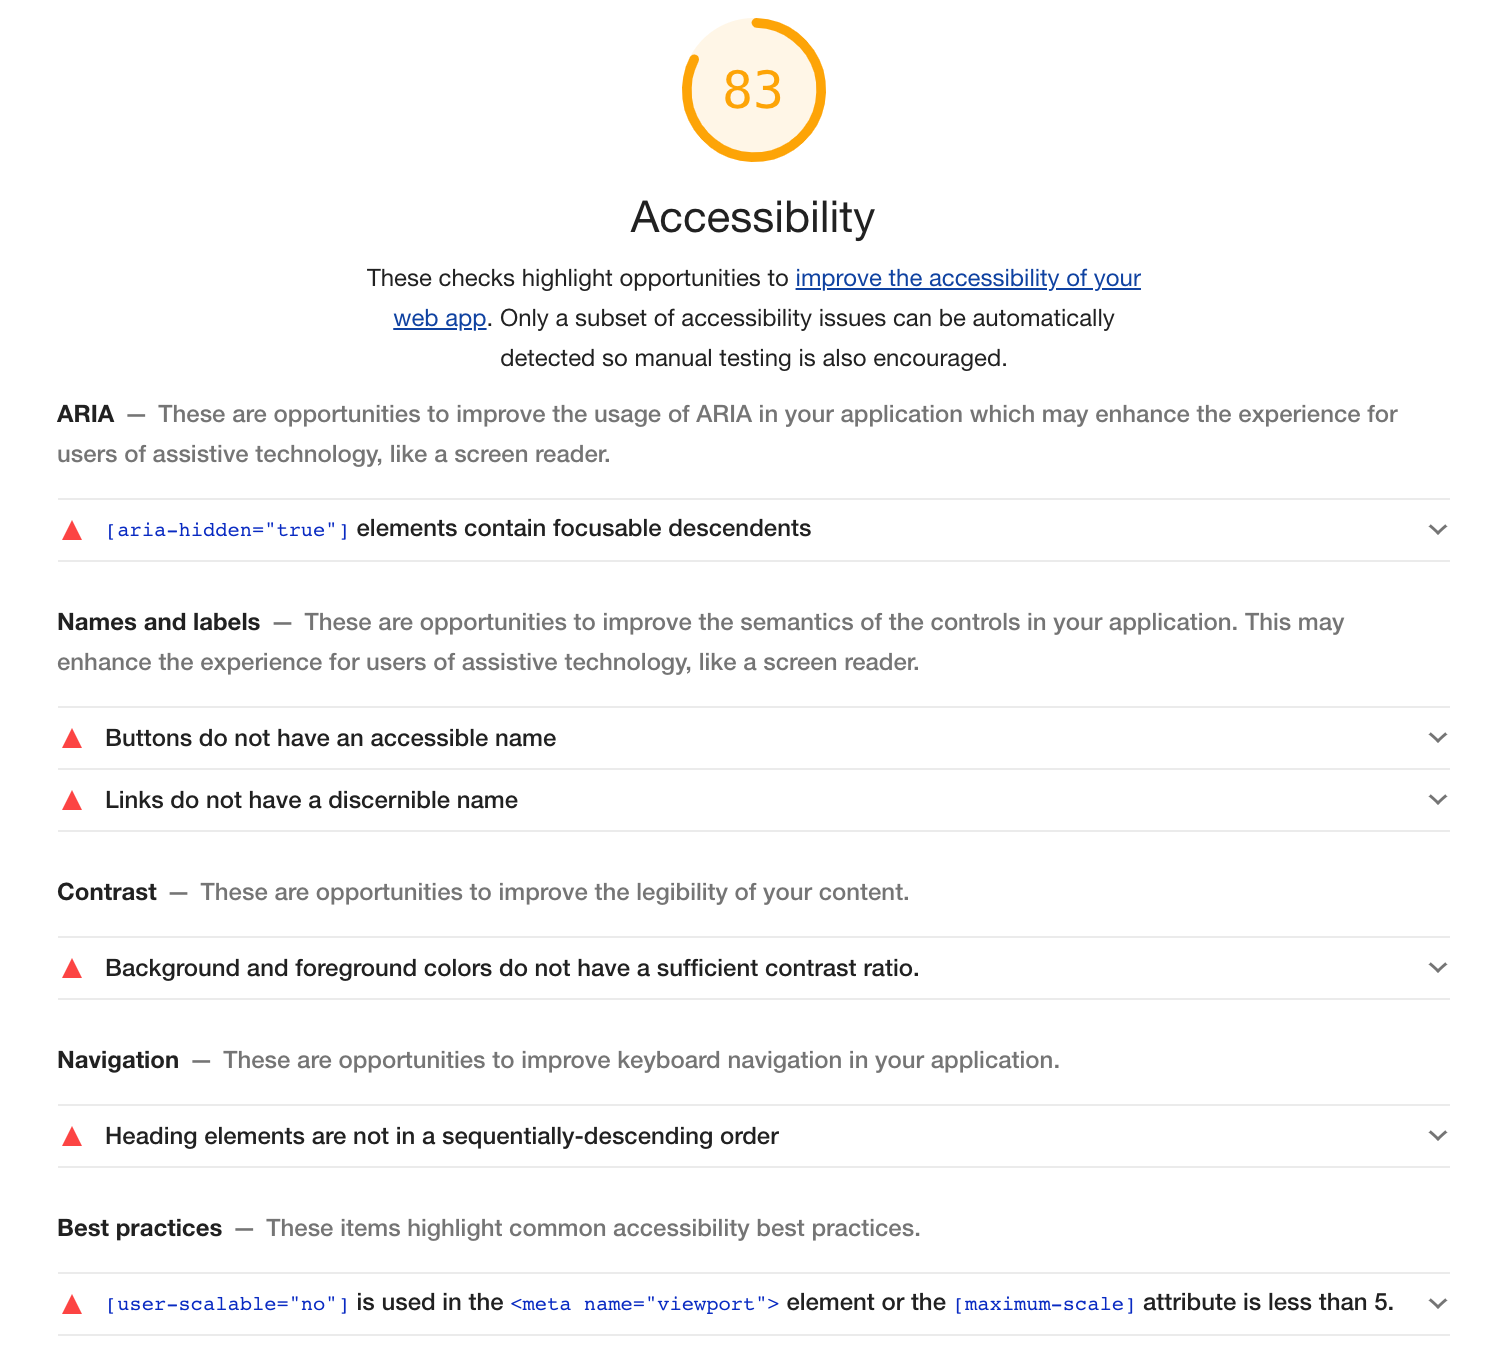 83
Accessibility
These checks highlight opportunities to improve the accessibility of your
web app. Only a subset of accessibility issues can be automatically
detected so manual testing is also encouraged.
ARIA — These are opportunities to improve the usage of ARIA in your application which may enhance the experience for
users of assistive technology, like a screen reader.
[aria-hidden="true"] elements contain focusable descendents
Names and labels — These are opportunities to improve the semantics of the controls in your application. This may
enhance the experience for users of assistive technology, like a screen reader.
Buttons do not have an accessible name
Links do not have a discernible name
Contrast — These are opportunities to improve the legibility of your content.
Background and foreground colors do not have a sufficient contrast ratio.
Navigation — These are opportunities to improve keyboard navigation in your application.
Heading elements are not in a sequentially-descending order
Best practices — These items highlight common accessibility best practices.
[user-scalable="no"] is used in the <meta name="viewport"> element or the [maximum-scale] attribute is less than 5.